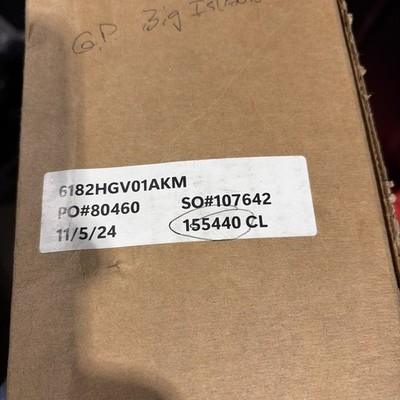 G.P. Big Island
6182HGV01AKM
PO#80460 SO#107642
11/5/24 155440 CL